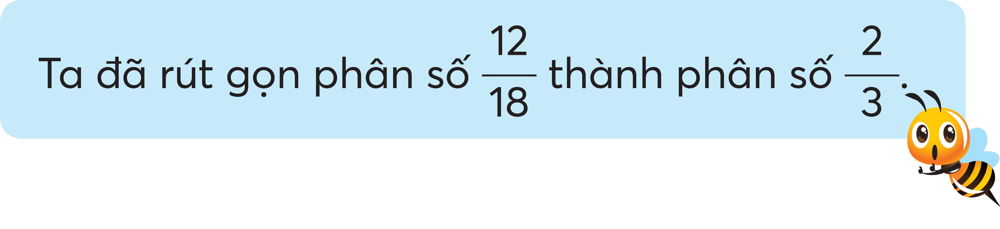 Ta đã rút gọn phân số 12/18 thành phân số 2/3.